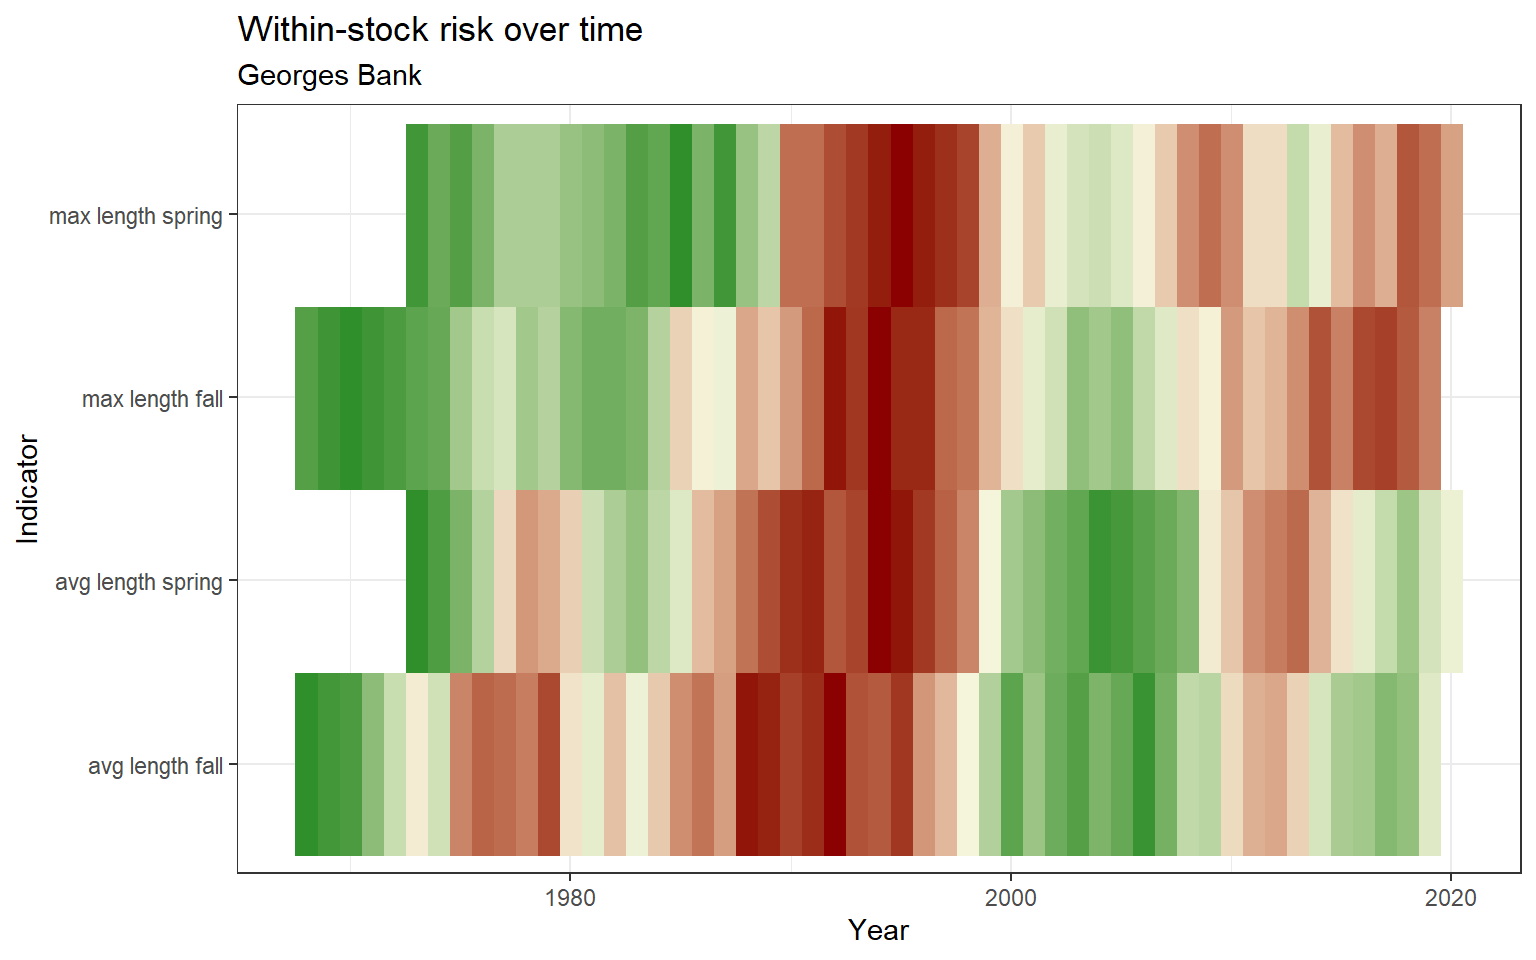 Within-stock risk over time
Georges Bank
max length spring
max length fall
avg length spring
avg length fall
Indicator
1980
2000
2020
Year